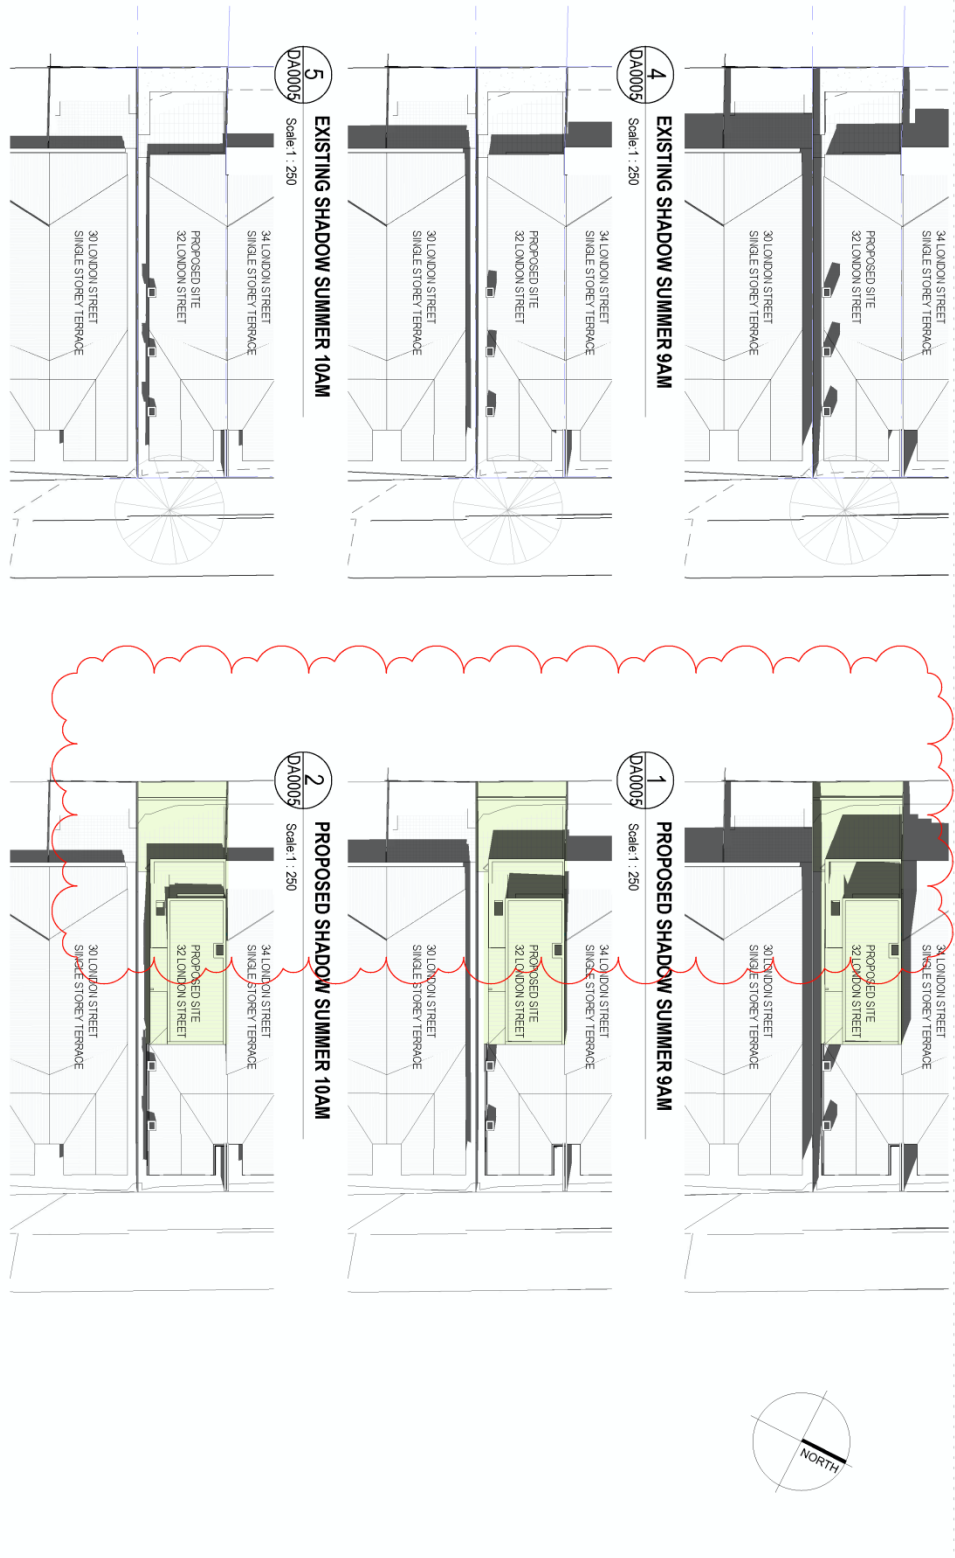 34 LONDON STREET
SINGLE STOREY TERRACE
PROPOSED SITE
32 LONDON STREET
30 LONDON STREET
SINGLE STOREY TERRACE
4
DA0005
EXISTING SHADOW SUMMER 9AM
Scale:1 : 250
34 LONDON STREET
SINGLE STOREY TERRACE
PROPOSED SITE
32 LONDON STREET
30 LONDON STREET
SINGLE STOREY TERRACE
1
DA0005
PROPOSED SHADOW SUMMER 9AM
Scale:1 : 250
NORTH
34 LONDON STREET
SINGLE STOREY TERRACE
PROPOSED SITE
32 LONDON STREET
30 LONDON STREET
SINGLE STOREY TERRACE
5
DA0005
EXISTING SHADOW SUMMER 10AM
Scale:1 : 250
34 LONDON STREET
SINGLE STOREY TERRACE
PROPOSED SITE
32 LONDON STREET
30 LONDON STREET
SINGLE STOREY TERRACE
2
DA0005
PROPOSED SHADOW SUMMER 10AM
Scale:1 : 250
34 LONDON STREET
SINGLE STOREY TERRACE
PROPOSED SITE
32 LONDON STREET
30 LONDON STREET
SINGLE STOREY TERRACE
34 LONDON STREET
SINGLE STOREY TERRACE
PROPOSED SITE
32 LONDON STREET
30 LONDON STREET
SINGLE STOREY TERRACE